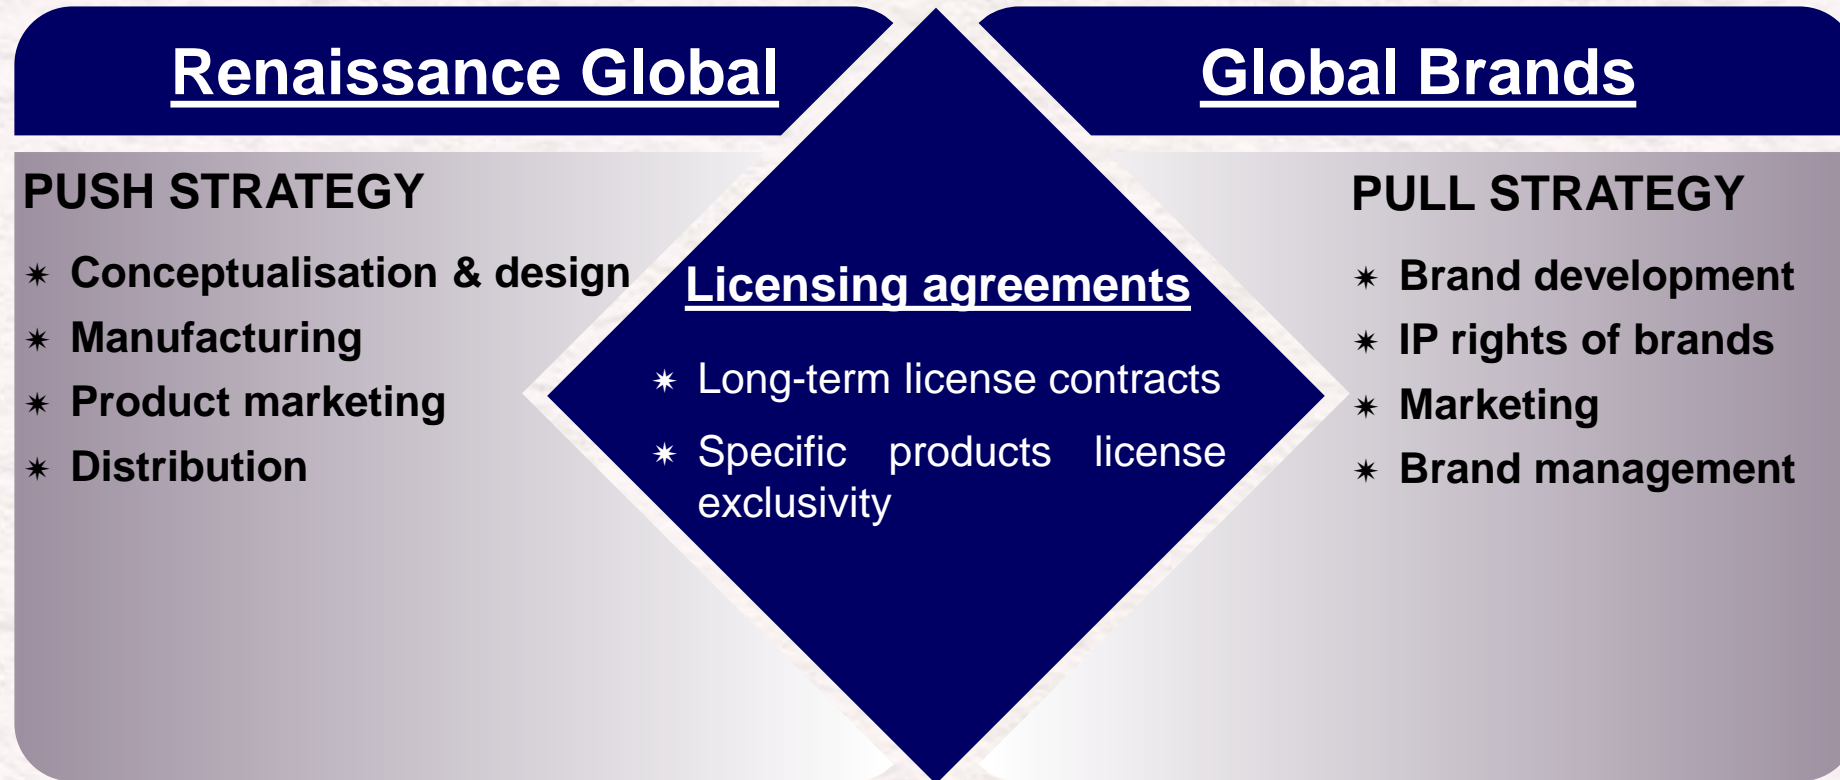 Renaissance Global
PUSH STRATEGY
✷ Conceptualisation & design
✷ Manufacturing
✷ Product marketing
✷ Distribution
Licensing agreements
✷ Long-term license contracts
✷ Specific products license
exclusivity
Global Brands
PULL STRATEGY
✷ Brand development
✷ IP rights of brands
✷ Marketing
✷ Brand management